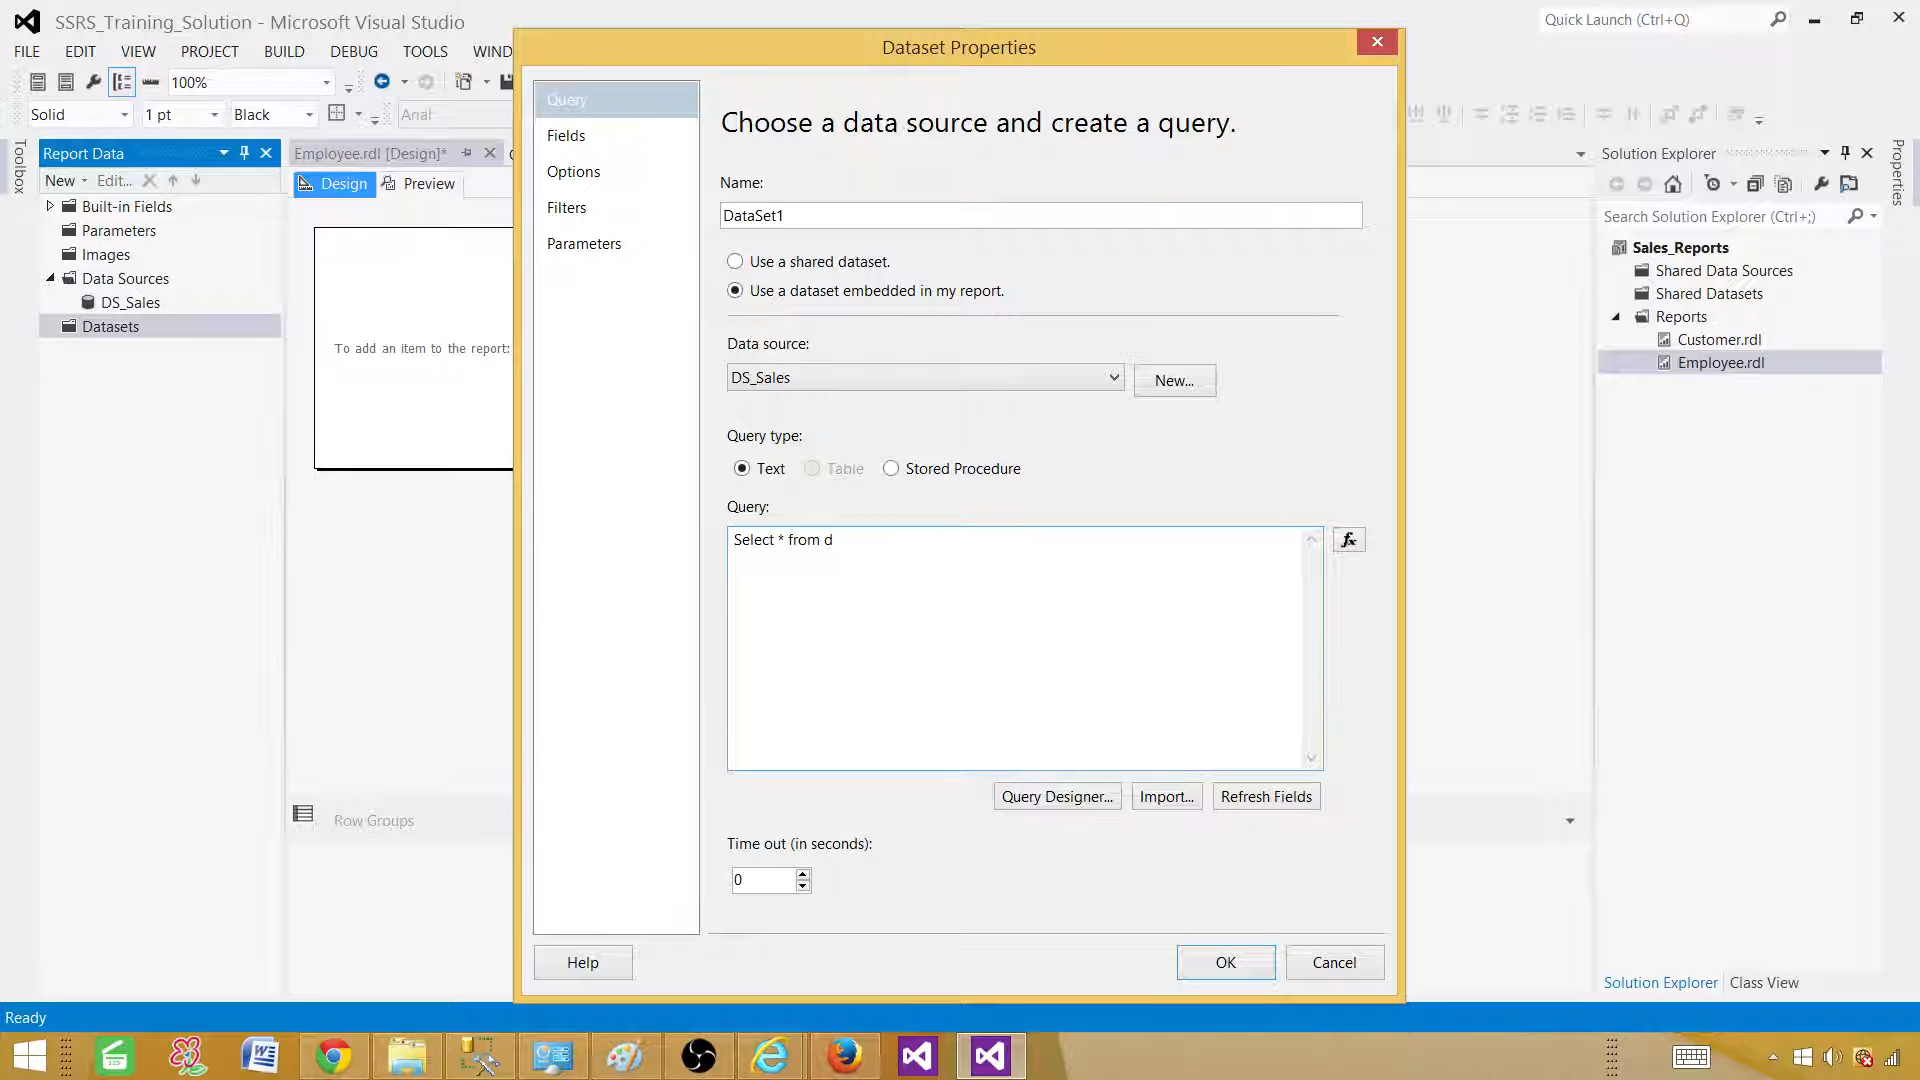 SSRS_Training_Solution - Microsoft Visual Studio
Quick Launch (Ctrl+Q)
FILE EDIT VIEW PROJECT BUILD DEBUG TOOLS WIND
100%
Solid 1 pt Black Arial
Toolbox
Report Data
New Edit...
Built-in Fields
Parameters
Images
Data Sources
DS_Sales
Datasets
Employee.rdl [Design]*
Design Preview
To add an item to the report:
Row Groups
Dataset Properties
Query
Fields
Options
Filters
Parameters
Choose a data source and create a query.
Name:
DataSet1
Use a shared dataset.
Use a dataset embedded in my report.
Data source:
DS_Sales New...
Query type:
Text Table Stored Procedure
Query:
Select * from d
fx
Query Designer... Import... Refresh Fields
Time out (in seconds):
0
Help OK Cancel
Solution Explorer
Search Solution Explorer (Ctrl+;)
Sales_Reports
Shared Data Sources
Shared Datasets
Reports
Customer.rdl
Employee.rdl
Solution Explorer Class View
Properties
Ready